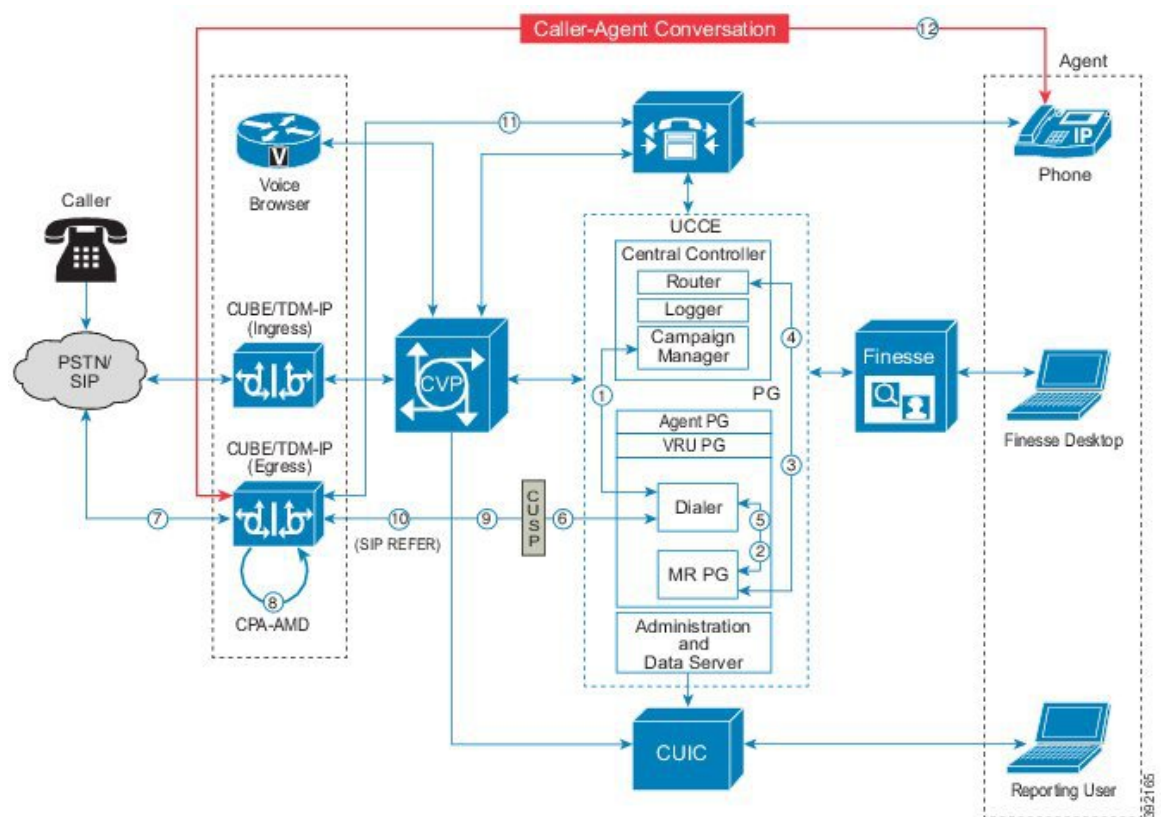 Caller-Agent Conversation
12
Agent
11
V
Voice
Browser
IP
Phone
Caller
UCCE
Central Controller
Router
Logger
Campaign
Manager
4
1
PG
CUBE/TDM-IP
(Ingress)
PSTN/
SIP
CVP
Finesse
Finesse Desktop
Agent PG
VRU PG
3
CUBE/TDM-IP
(Egress)
7
10
9
CUSP
6
(SIP REFER)
Dialer
5
2
MR PG
8
CPA-AMD
Administration
and
Data Server
CUIC
Reporting User
392165